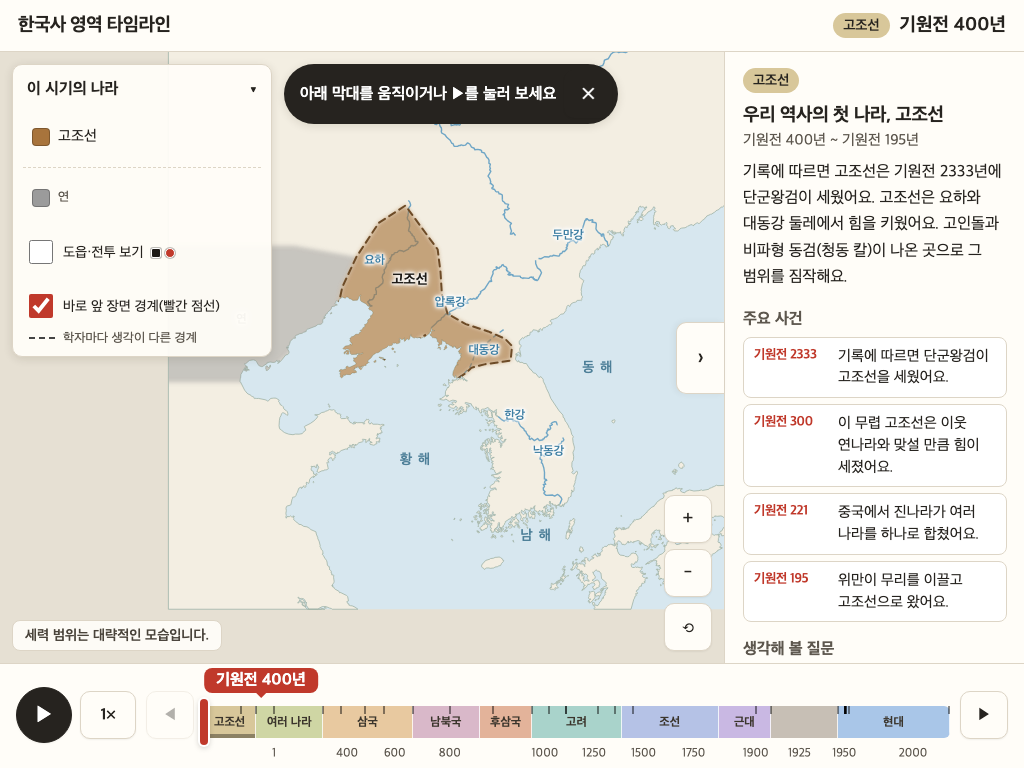 한국사 영역 타임라인
고조선 기원전 400년
이 시기의 나라 ▾
고조선
연
도읍·전투 보기
바로 앞 장면 경계(빨간 점선)
학자마다 생각이 다른 경계
아래 막대를 움직이거나 ▶를 눌러 보세요 ✕
두만강
요하
고조선
압록강
대동강
동 해
한강
낙동강
황 해
남 해
연
›
+
−
⟲
세력 범위는 대략적인 모습입니다.
고조선
우리 역사의 첫 나라, 고조선
기원전 400년 ~ 기원전 195년
기록에 따르면 고조선은 기원전 2333년에
단군왕검이 세웠어요. 고조선은 요하와
대동강 둘레에서 힘을 키웠어요. 고인돌과
비파형 동검(청동 칼)이 나온 곳으로 그
범위를 짐작해요.
주요 사건
기원전 2333 기록에 따르면 단군왕검이
고조선을 세웠어요.
기원전 300 이 무렵 고조선은 이웃
연나라와 맞설 만큼 힘이
세졌어요.
기원전 221 중국에서 진나라가 여러
나라를 하나로 합쳤어요.
기원전 195 위만이 무리를 이끌고
고조선으로 왔어요.
생각해 볼 질문
기원전 400년
1×
고조선 여러 나라 삼국 남북국 후삼국 고려 조선 근대 현대
1 400 600 800 1000 1250 1500 1750 1900 1925 1950 2000